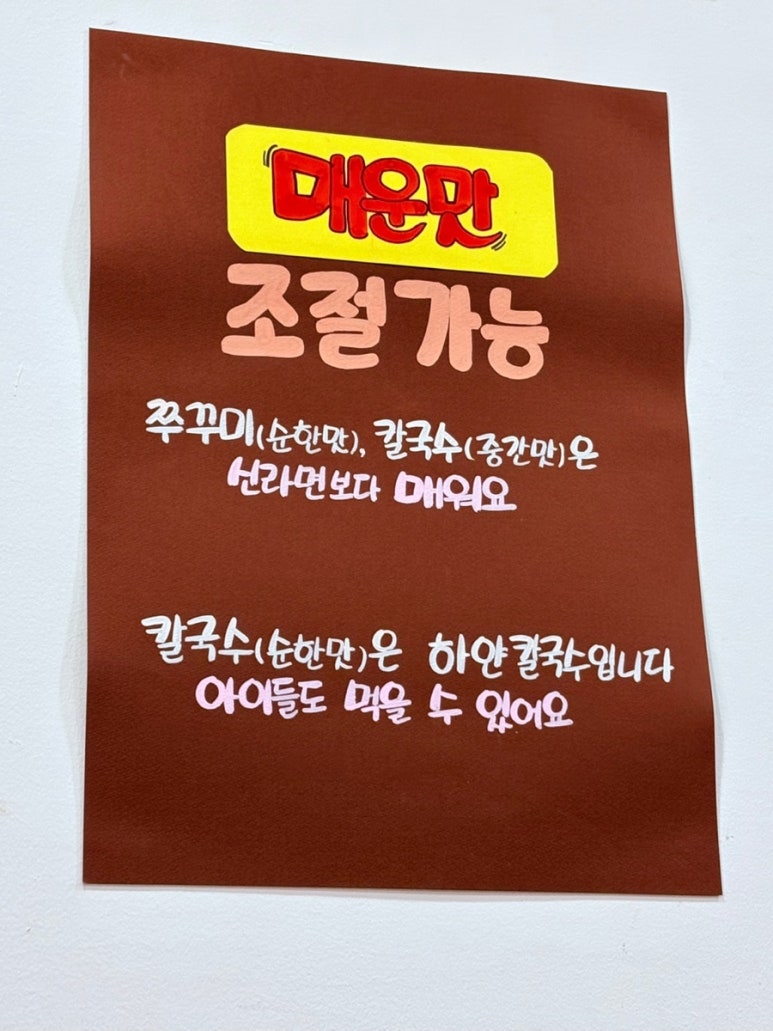 매운맛
조절가능
쭈꾸미(순한맛), 칼국수(중간맛)은
신라면보다 매워요
칼국수(순한맛)은 하얀칼국수입니다
아이들도 먹을 수 있어요